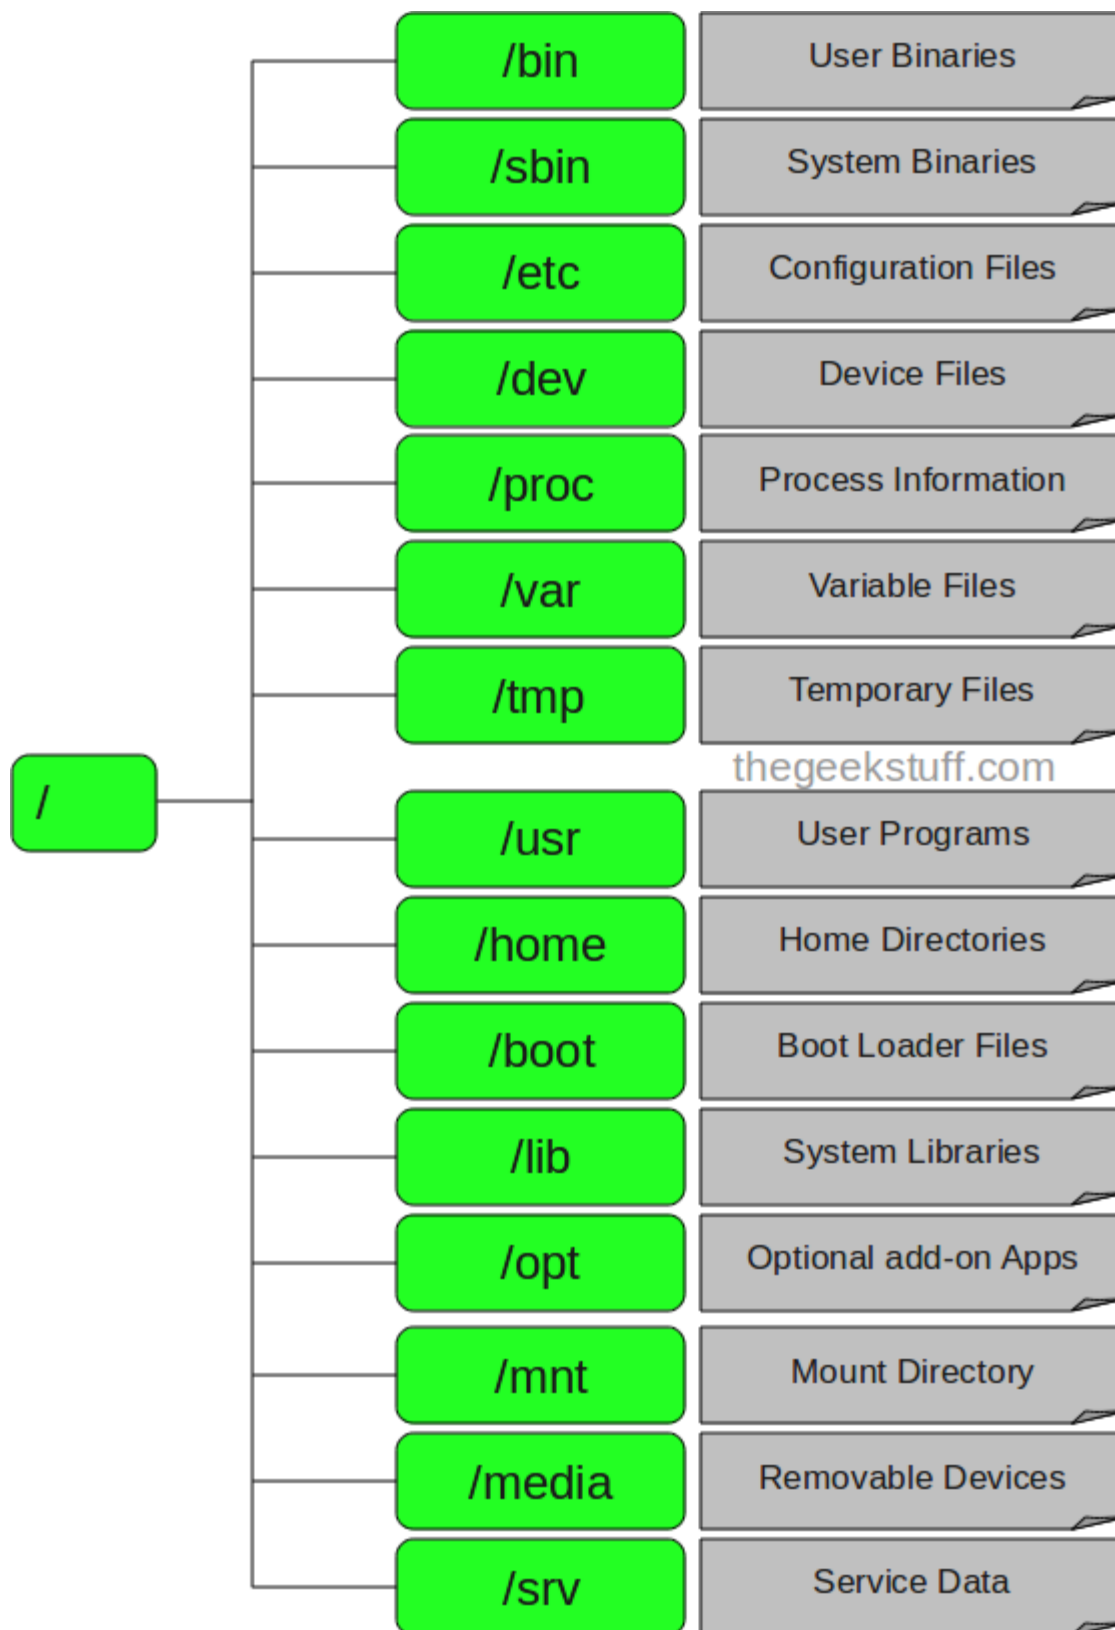 /bin
User Binaries
/sbin
System Binaries
/etc
Configuration Files
/dev
Device Files
/proc
Process Information
/var
Variable Files
/tmp
Temporary Files
thegeekstuff.com
/
/usr
User Programs
/home
Home Directories
/boot
Boot Loader Files
/lib
System Libraries
/opt
Optional add-on Apps
/mnt
Mount Directory
/media
Removable Devices
/srv
Service Data